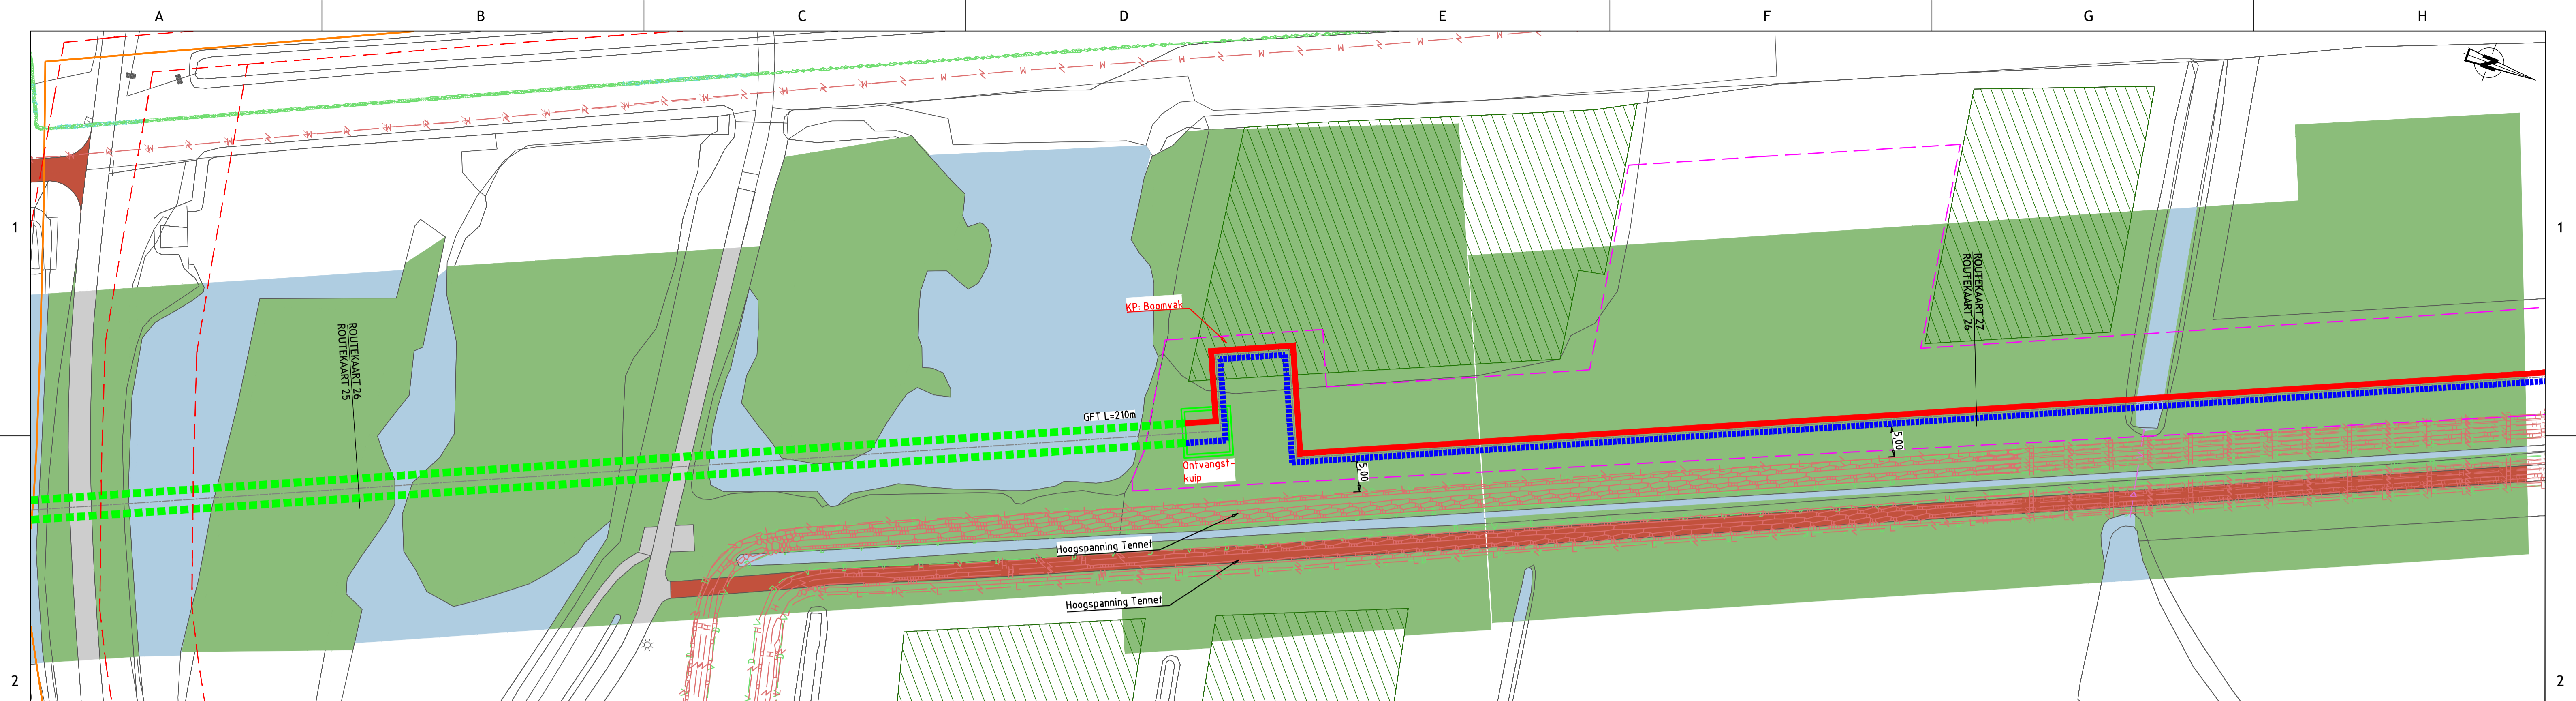 A B C D E F G H
N
1 1
KP: Boomvak
ROUTEKAART 27
ROUTEKAART 26
ROUTEKAART 26
ROUTEKAART 25
GFT L=210m
5,00
Ontvangst-
kuip
5,00
Hoogspanning Tennet
Hoogspanning Tennet
2 2